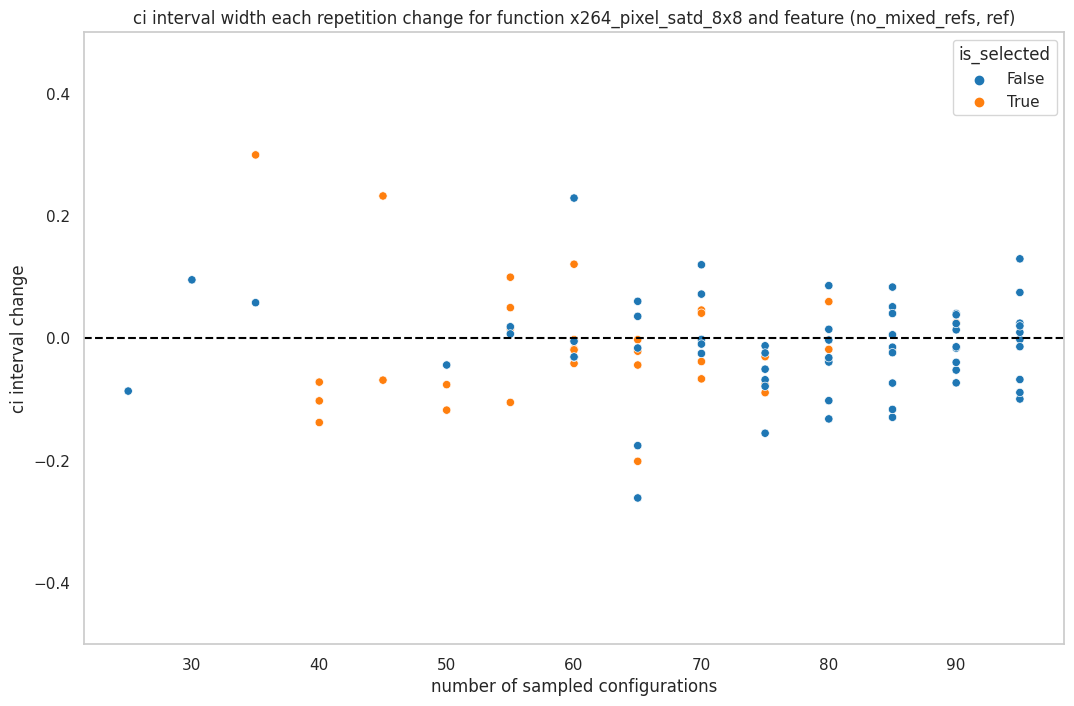 ci interval width each repetition change for function x264_pixel_satd_8x8 and feature (no_mixed_refs, ref)
is_selected
False
True
ci interval change
0.4
0.2
0.0
−0.2
−0.4
30 40 50 60 70 80 90
number of sampled configurations